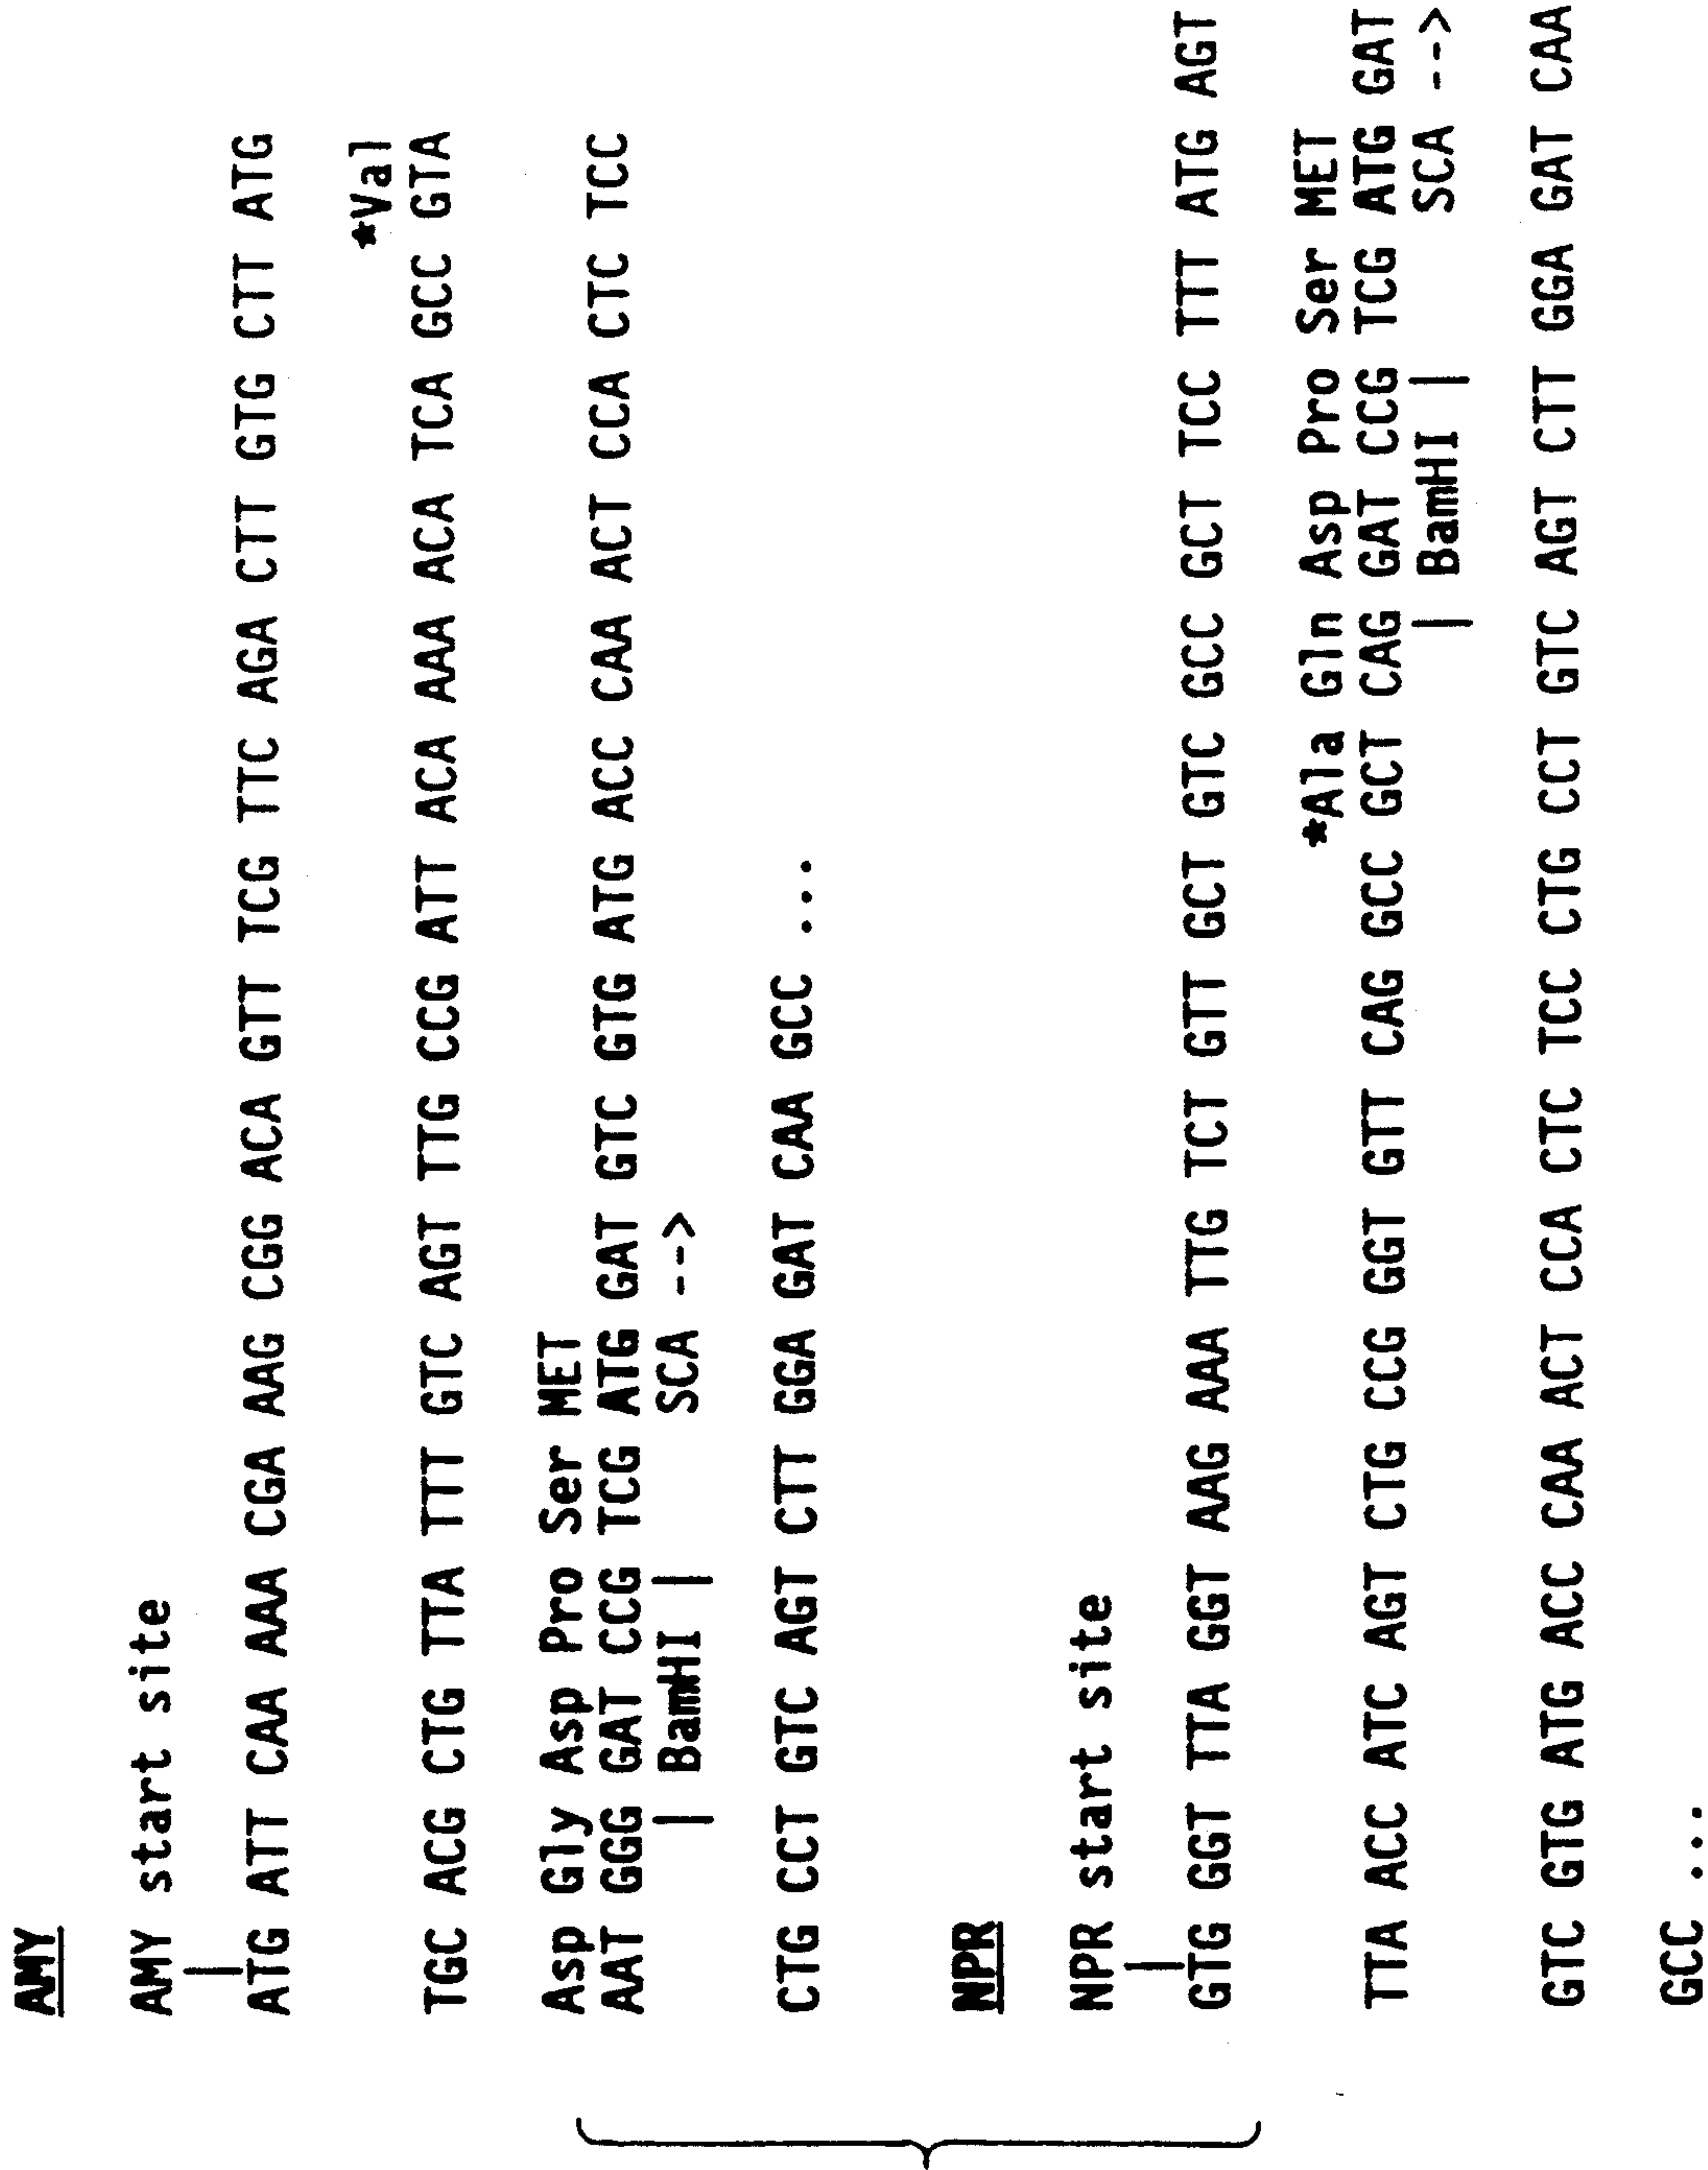 AMY
AMY start site
ATG ATT CAA AAA CGA AAG CGG ACA GTT TCG TTC AGA CTT GTG CTT ATG
*Val
TGC ACG CTG TTA TTT GTC AGT TTG CCG ATT ACA AAA ACA TCA GCC GTA
Asp Gly Asp Pro Ser MET
AAT GGG GAT CCG TCG ATG GAT GTC GTG ATG ACC CAA ACT CCA CTC TCC
| BamHI | SCA -->
CTG CCT GTC AGT CTT GGA GAT CAA GCC ...
NPR
NPR start site
GTG GGT TTA GGT AAG AAA TTG TCT GTT GCT GTC GCC GCT TCC TTT ATG AGT
*Ala Gln Asp Pro Ser MET
TTA ACC ATC AGT CTG CCG GGT GTT CAG GCC GCT CAG GAT CCG TCG ATG GAT
| BamHI | SCA -->
GTC GTG ATG ACC CAA ACT CCA CTC TCC CTG CCT GTC AGT CTT GGA GAT CAA
GCC ...